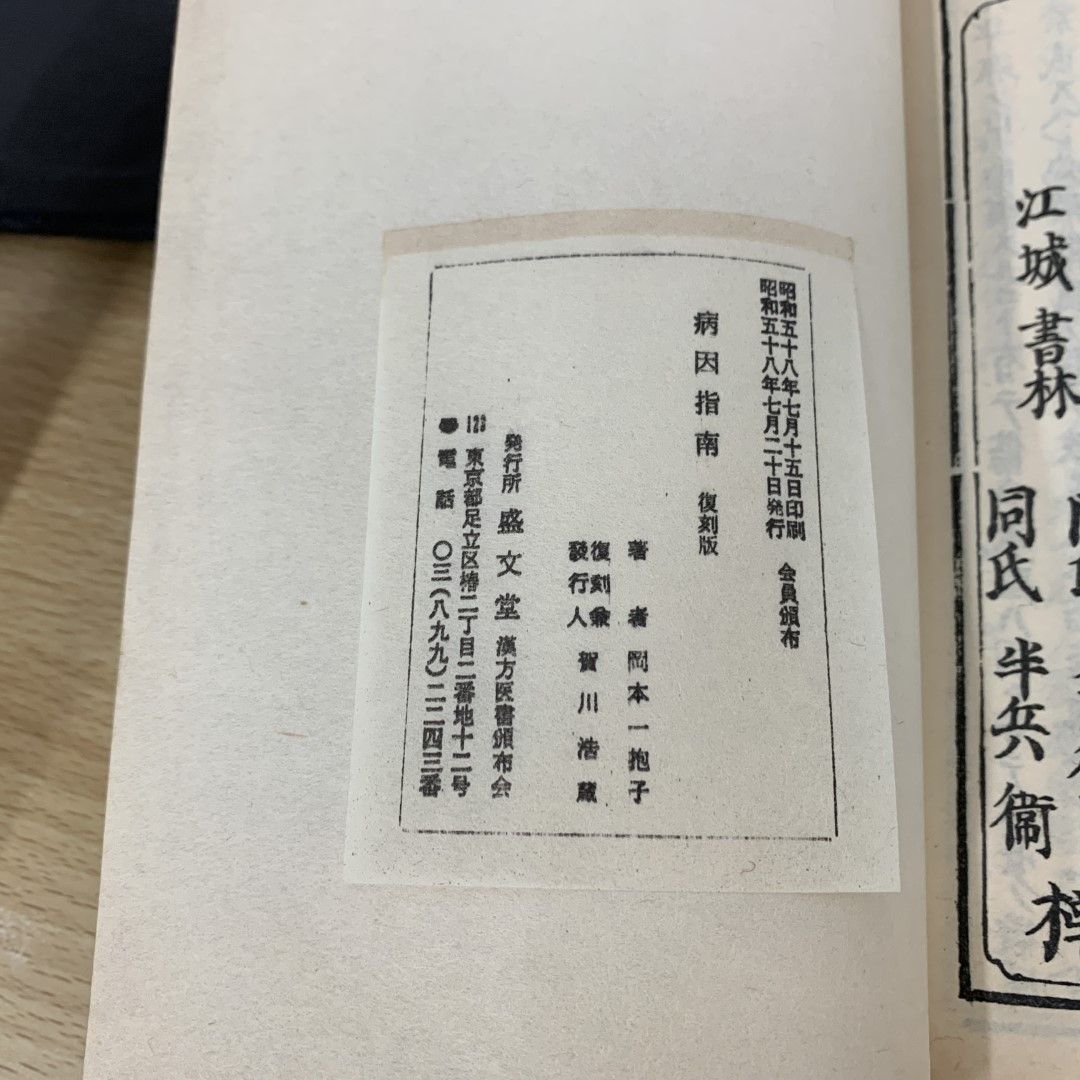 江城書林
同氏 半兵衞
昭和五十八年七月十五日印刷
昭和五十八年七月二十日発行 会員頒布
病因指南 復刻版
著者 岡本一抱子
復刻兼
發行人 賀川浩蔵
発行所 盛文堂 漢方医書頒布会
123 東京都足立区椿二丁目二番地十二号
電話 〇三(八九九)二二四三番